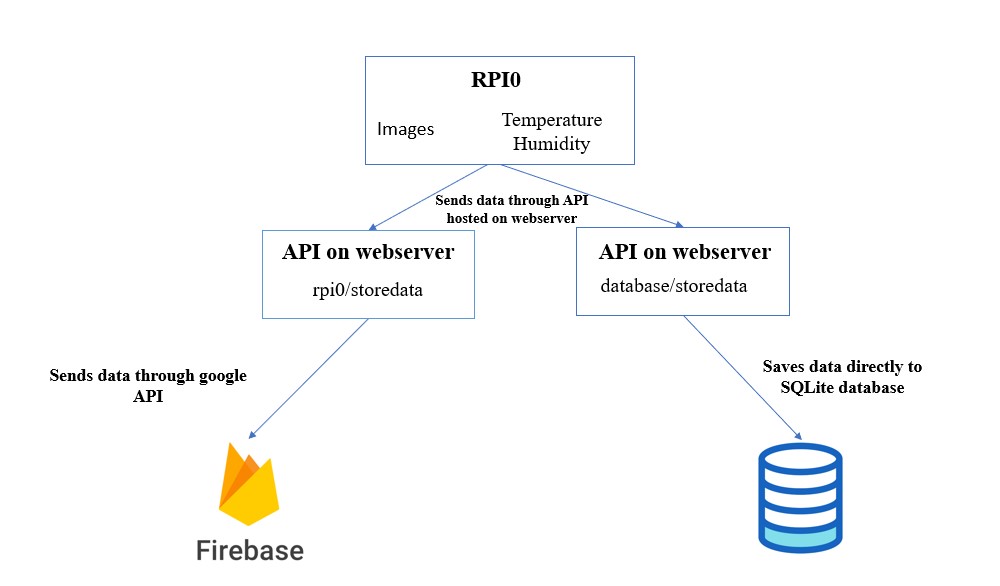 RPI0
Images
Temperature
Humidity
Sends data through API
hosted on webserver
API on webserver
rpi0/storedata
API on webserver
database/storedata
Sends data through google
API
Saves data directly to
SQLite database
Firebase